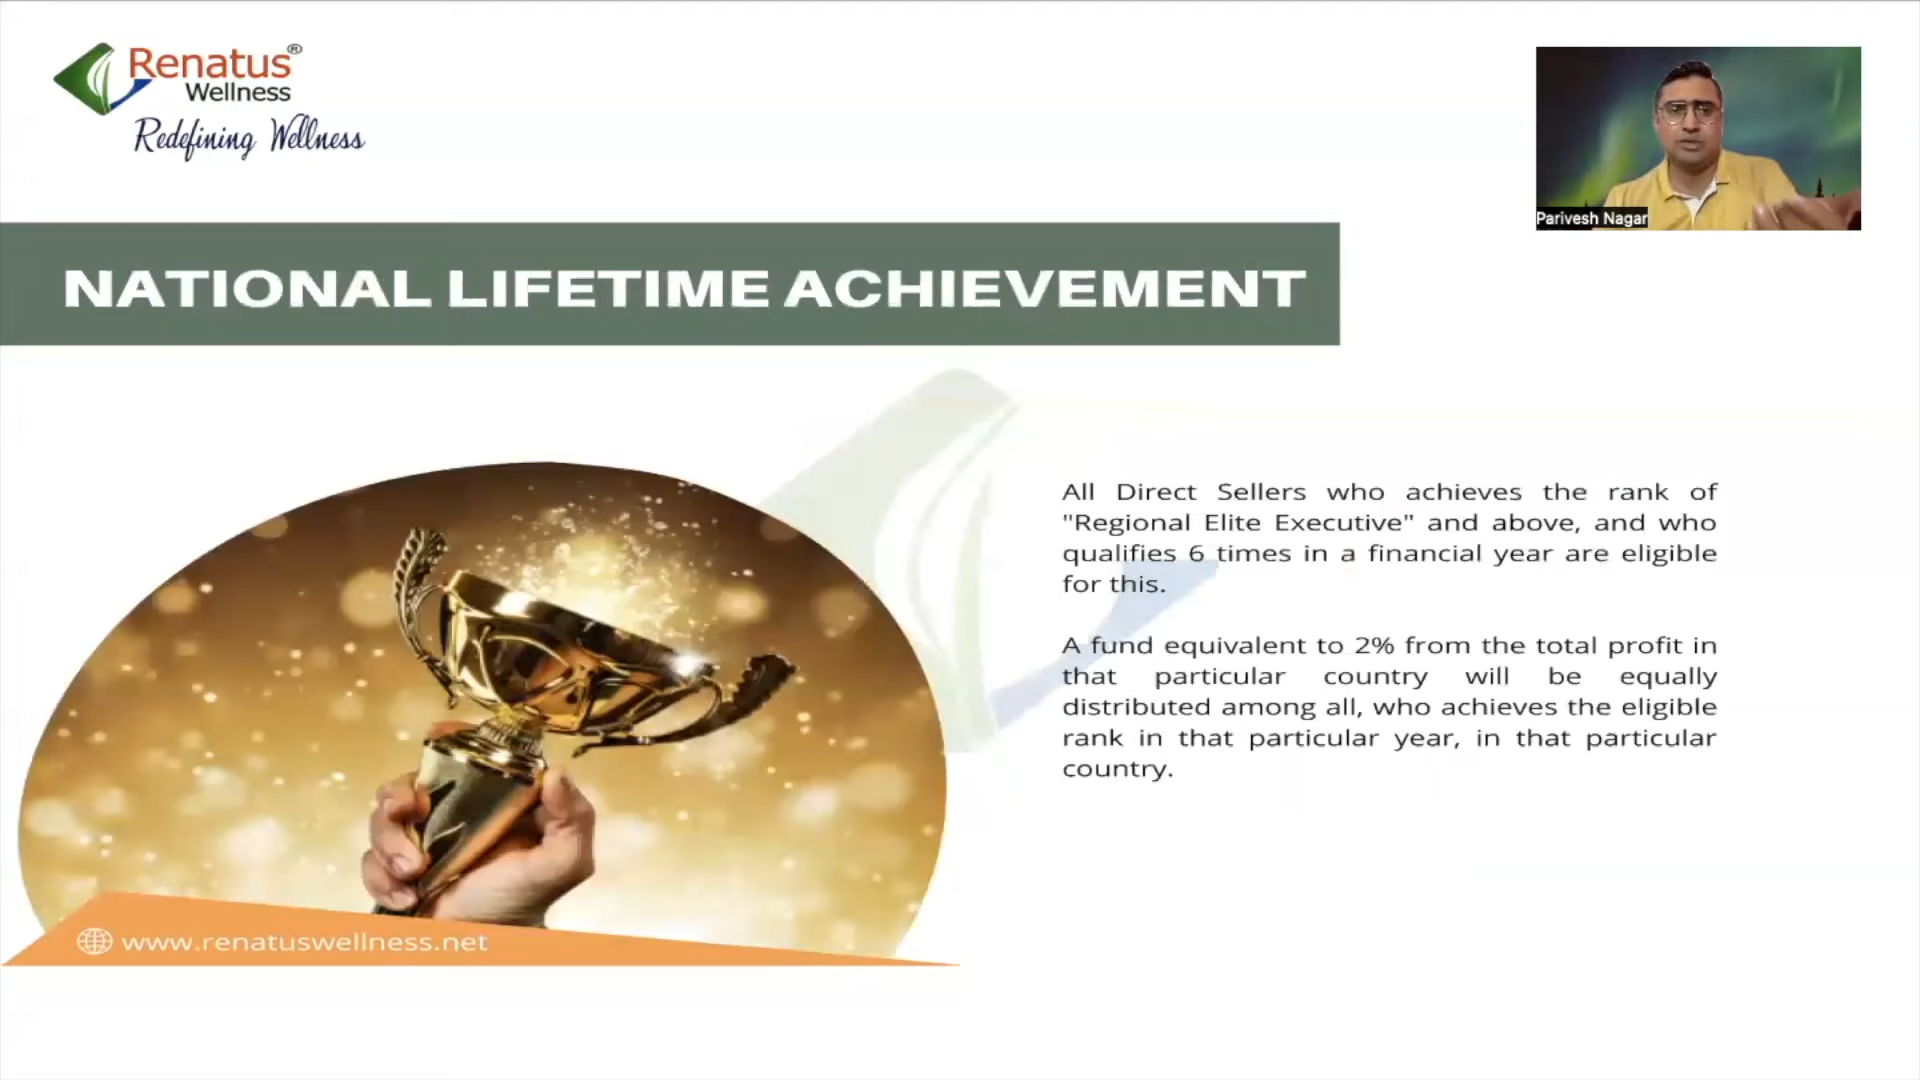 Renatus®
Wellness
Redefining Wellness
Parivesh Nagar
NATIONAL LIFETIME ACHIEVEMENT
All Direct Sellers who achieves the rank of
"Regional Elite Executive" and above, and who
qualifies 6 times in a financial year are eligible
for this.
A fund equivalent to 2% from the total profit in
that particular country will be equally
distributed among all, who achieves the eligible
rank in that particular year, in that particular
country.
www.renatuswellness.net